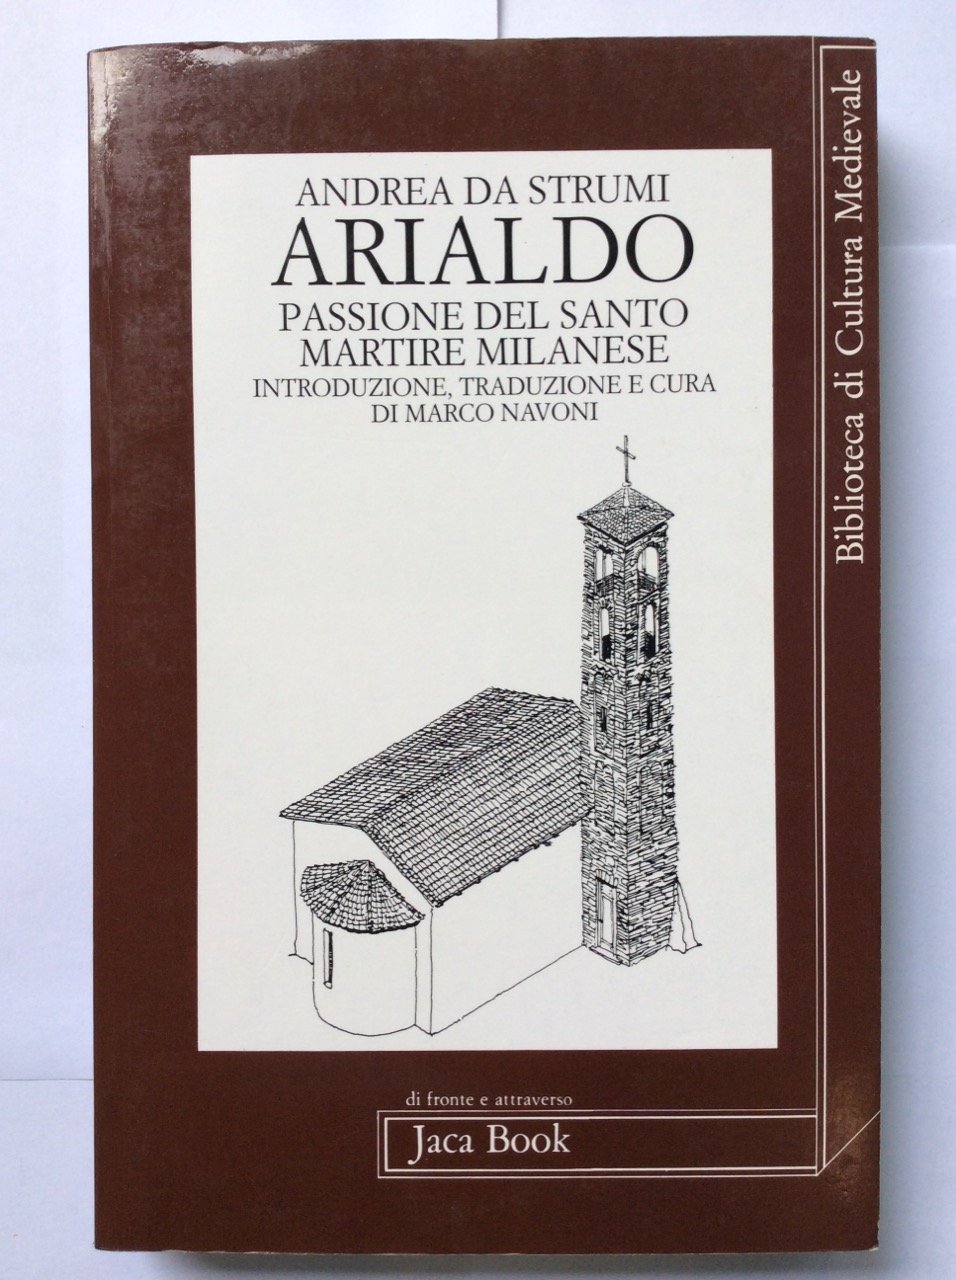 ANDREA DA STRUMI
ARIALDO
PASSIONE DEL SANTO
MARTIRE MILANESE
INTRODUZIONE, TRADUZIONE E CURA
DI MARCO NAVONI
Biblioteca di Cultura Medievale
di fronte e attraverso
Jaca Book